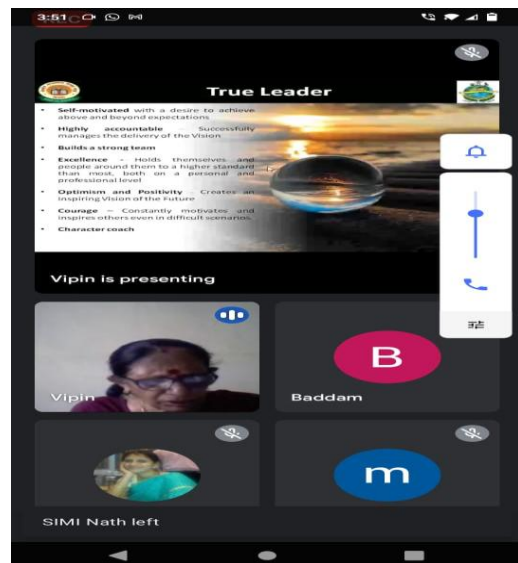 3:51
REC
True Leader
• Self-motivated with a desire to achieve
above and beyond expectations
• Highly accountable Successfully
manages the delivery of the Vision
• Builds a strong team
• Excellence - Holds themselves and
people around them to a higher standard
than most, both on a personal and
professional level
• Optimism and Positivity - Creates an
Inspiring Vision of the Future
• Courage – Constantly motivates and
inspires others even in difficult scenarios.
• Character coach
Vipin is presenting
B
Vipin
Baddam
m
SIMI Nath left